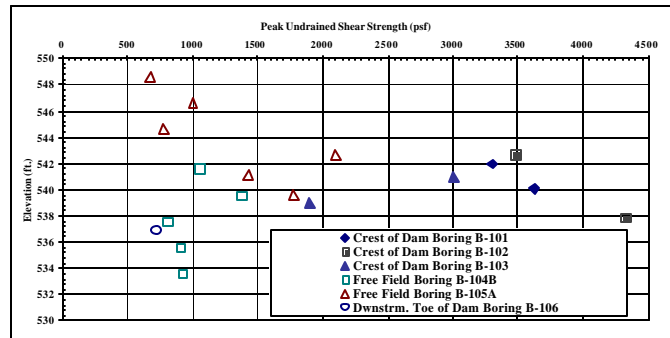 Peak Undrained Shear Strength (psf)
0 500 1000 1500 2000 2500 3000 3500 4000 4500
Elevation (ft.)
550
548
546
544
542
540
538
536
534
532
530
Crest of Dam Boring B-101
Crest of Dam Boring B-102
Crest of Dam Boring B-103
Free Field Boring B-104B
Free Field Boring B-105A
Dwnstrm. Toe of Dam Boring B-106